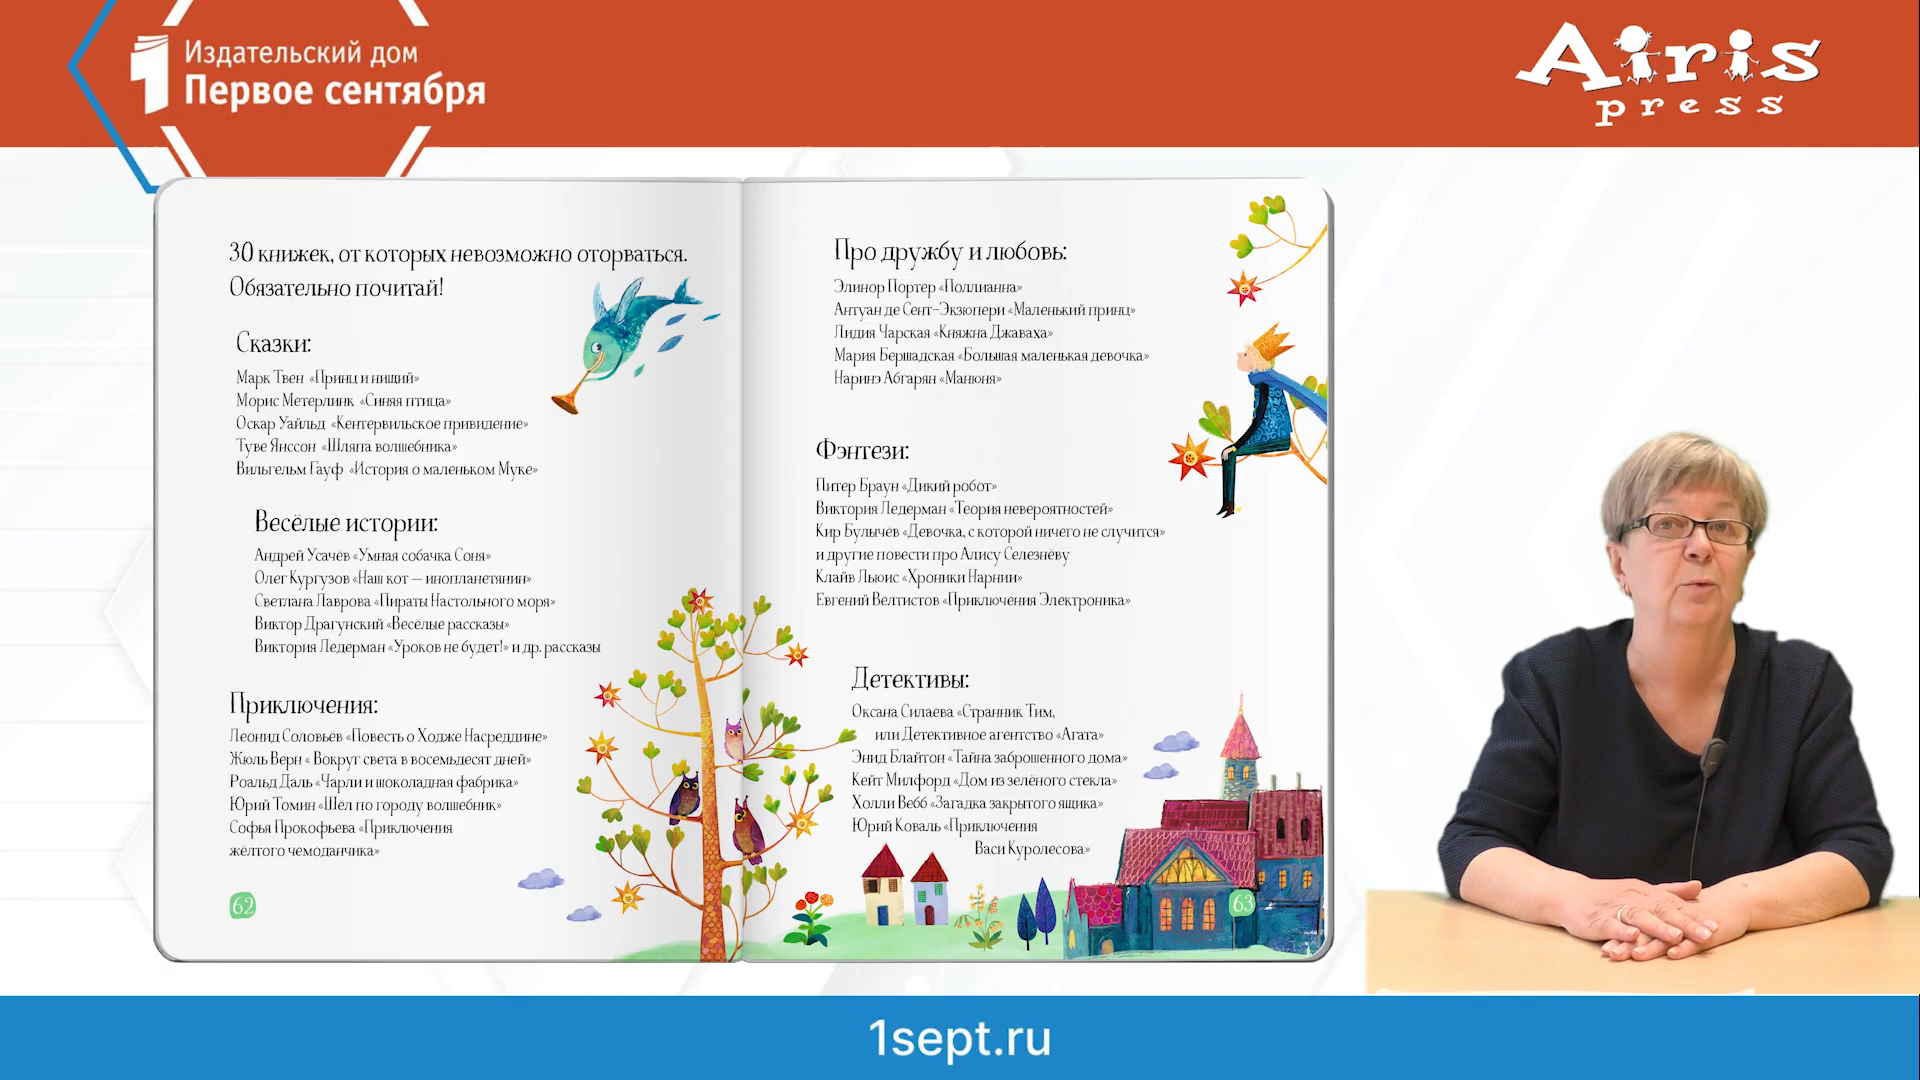 Издательский дом
Первое сентября
Airis
press
30 книжек, от которых невозможно оторваться.
Обязательно почитай!
Сказки:
Марк Твен «Принц и нищий»
Морис Метерлинк «Синяя птица»
Оскар Уайльд «Кентервильское привидение»
Туве Янссон «Шляпа волшебника»
Вильгельм Гауф «История о маленьком Муке»
Весёлые истории:
Андрей Усачёв «Умная собачка Соня»
Олег Кургузов «Наш кот — инопланетянин»
Светлана Лаврова «Пираты Настольного моря»
Виктор Драгунский «Весёлые рассказы»
Виктория Ледерман «Уроков не будет!» и др. рассказы
Приключения:
Леонид Соловьёв «Повесть о Ходже Насреддине»
Жюль Верн « Вокруг света в восемьдесят дней»
Роальд Даль «Чарли и шоколадная фабрика»
Юрий Томин «Шёл по городу волшебник»
Софья Прокофьева «Приключения
жёлтого чемоданчика»
62
Про дружбу и любовь:
Элинор Портер «Поллианна»
Антуан де Сент-Экзюпери «Маленький принц»
Лидия Чарская «Княжна Джаваха»
Мария Бершадская «Большая маленькая девочка»
Наринэ Абгарян «Манюня»
Фэнтези:
Питер Браун «Дикий робот»
Виктория Ледерман «Теория невероятностей»
Кир Булычёв «Девочка, с которой ничего не случится»
и другие повести про Алису Селезнёву
Клайв Льюис «Хроники Нарнии»
Евгений Велтистов «Приключения Электроника»
Детективы:
Оксана Силаева «Странник Тим,
или Детективное агентство «Агата»
Энид Блайтон «Тайна заброшенного дома»
Кейт Милфорд «Дом из зелёного стекла»
Холли Вебб «Загадка закрытого ящика»
Юрий Коваль «Приключения
Васи Куролесова»
63
1sept.ru